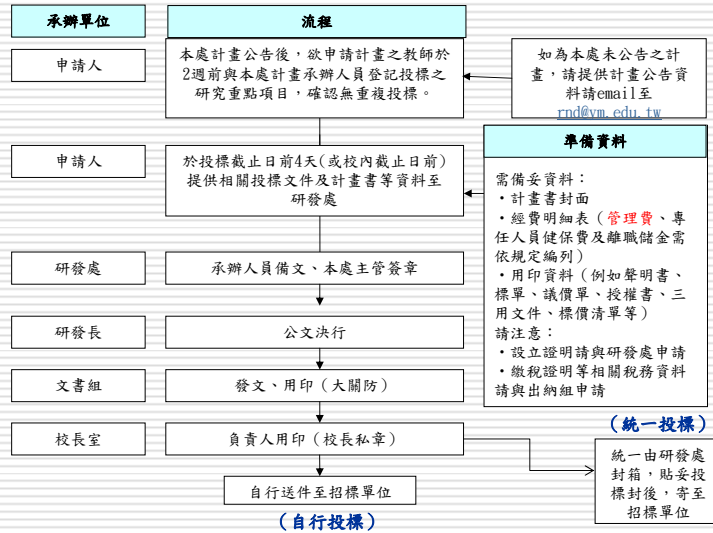 承辦單位
流程
申請人
本處計畫公告後，欲申請計畫之教師於
2週前與本處計畫承辦人員登記投標之
研究重點項目，確認無重複投標。
如為本處未公告之計
畫，請提供計畫公告資
料請email至
rnd@ym.edu.tw
申請人
於投標截止日前4天(或校內截止日前)
提供相關投標文件及計畫書等資料至
研發處
準備資料
需備妥資料：
・計畫書封面
・經費明細表（管理費、專
任人員健保費及離職儲金需
依規定編列）
・用印資料（例如聲明書、
標單、議價單、授權書、三
用文件、標價清單等）
請注意：
・設立證明請與研發處申請
・繳稅證明等相關稅務資料
請與出納組申請
研發處
承辦人員備文、本處主管簽章
研發長
公文決行
文書組
發文、用印（大關防）
校長室
負責人用印（校長私章）
（統一投標）
統一由研發處
封箱，貼妥投
標封後，寄至
招標單位
自行送件至招標單位
（自行投標）